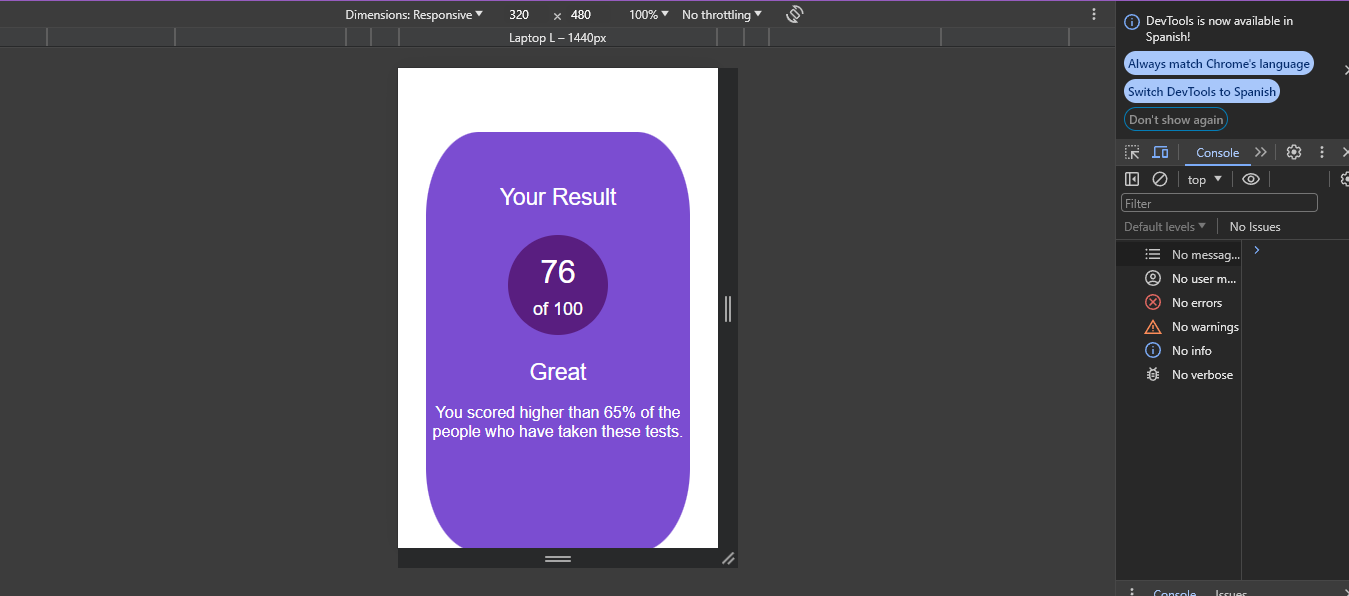 Dimensions: Responsive 320 × 480 100% No throttling
Laptop L – 1440px
Your Result
76
of 100
Great
You scored higher than 65% of the
people who have taken these tests.
DevTools is now available in
Spanish!
Always match Chrome's language
Switch DevTools to Spanish
Don't show again
Console
top
Filter
Default levels No Issues
No messag...
No user m...
No errors
No warnings
No info
No verbose
Console Issues